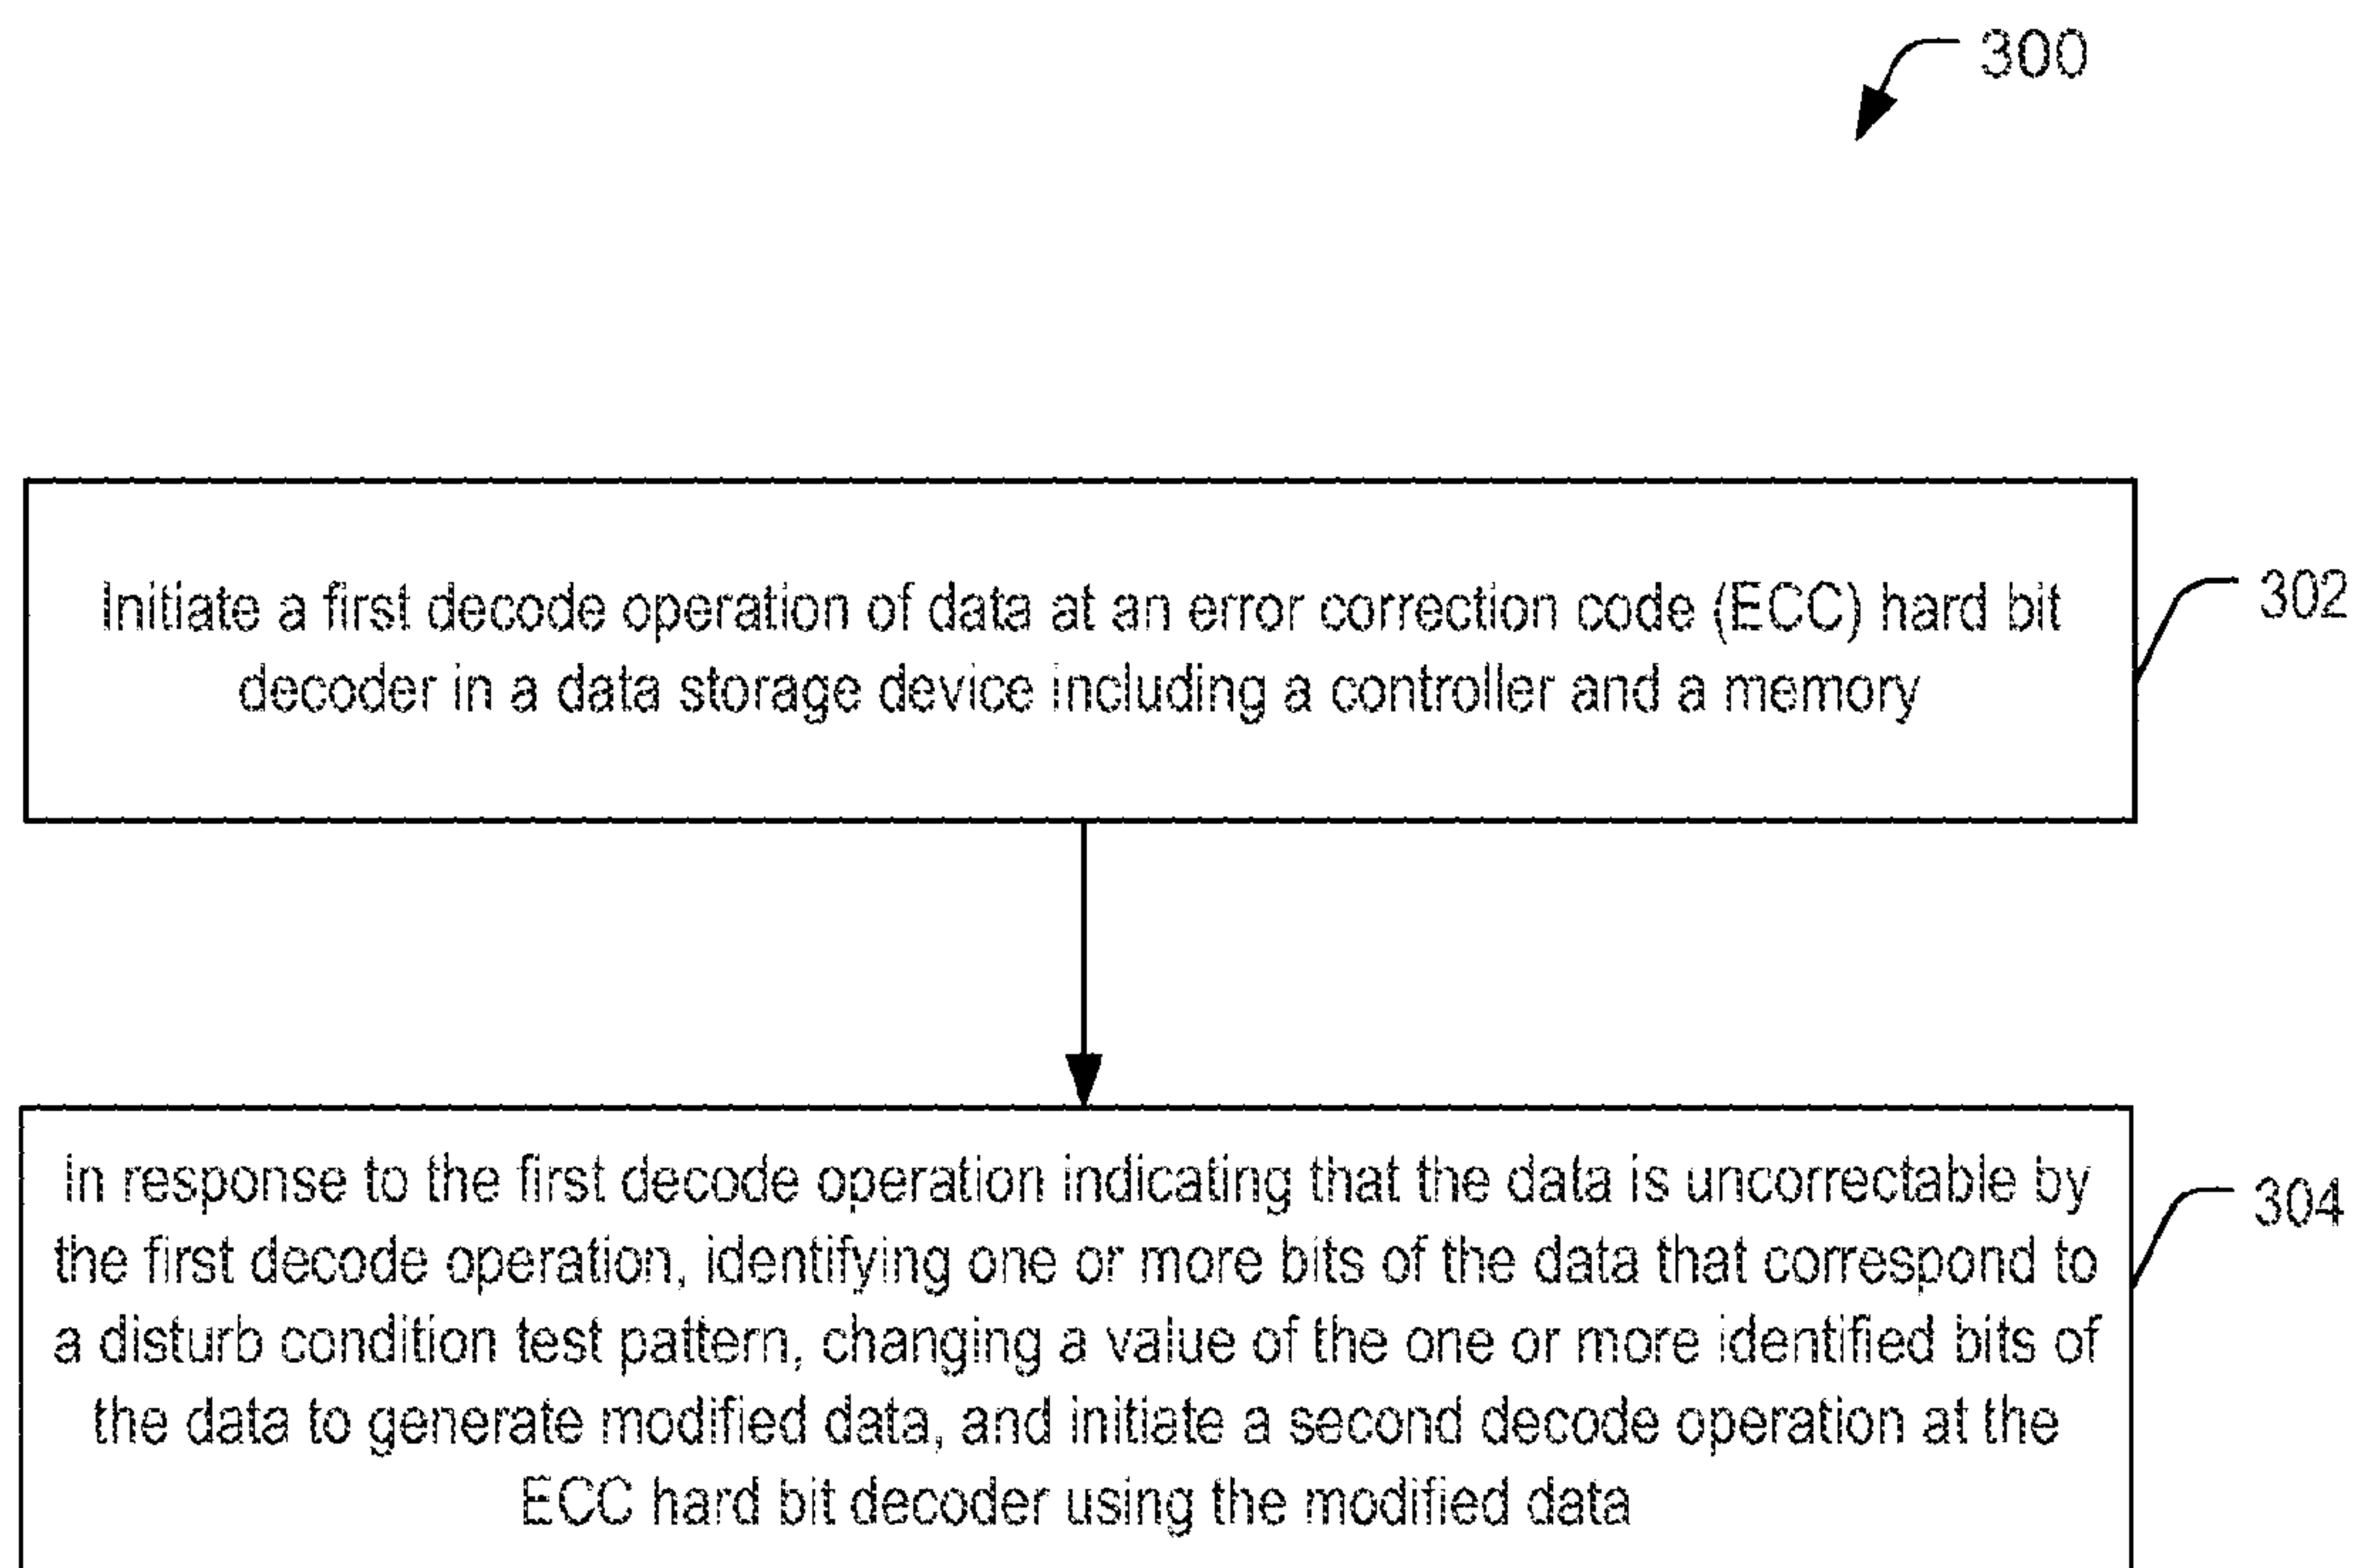 300
Initiate a first decode operation of data at an error correction code (ECC) hard bit
decoder in a data storage device including a controller and a memory
302
In response to the first decode operation indicating that the data is uncorrectable by
the first decode operation, identifying one or more bits of the data that correspond to
a disturb condition test pattern, changing a value of the one or more identified bits of
the data to generate modified data, and initiate a second decode operation at the
ECC hard bit decoder using the modified data
304